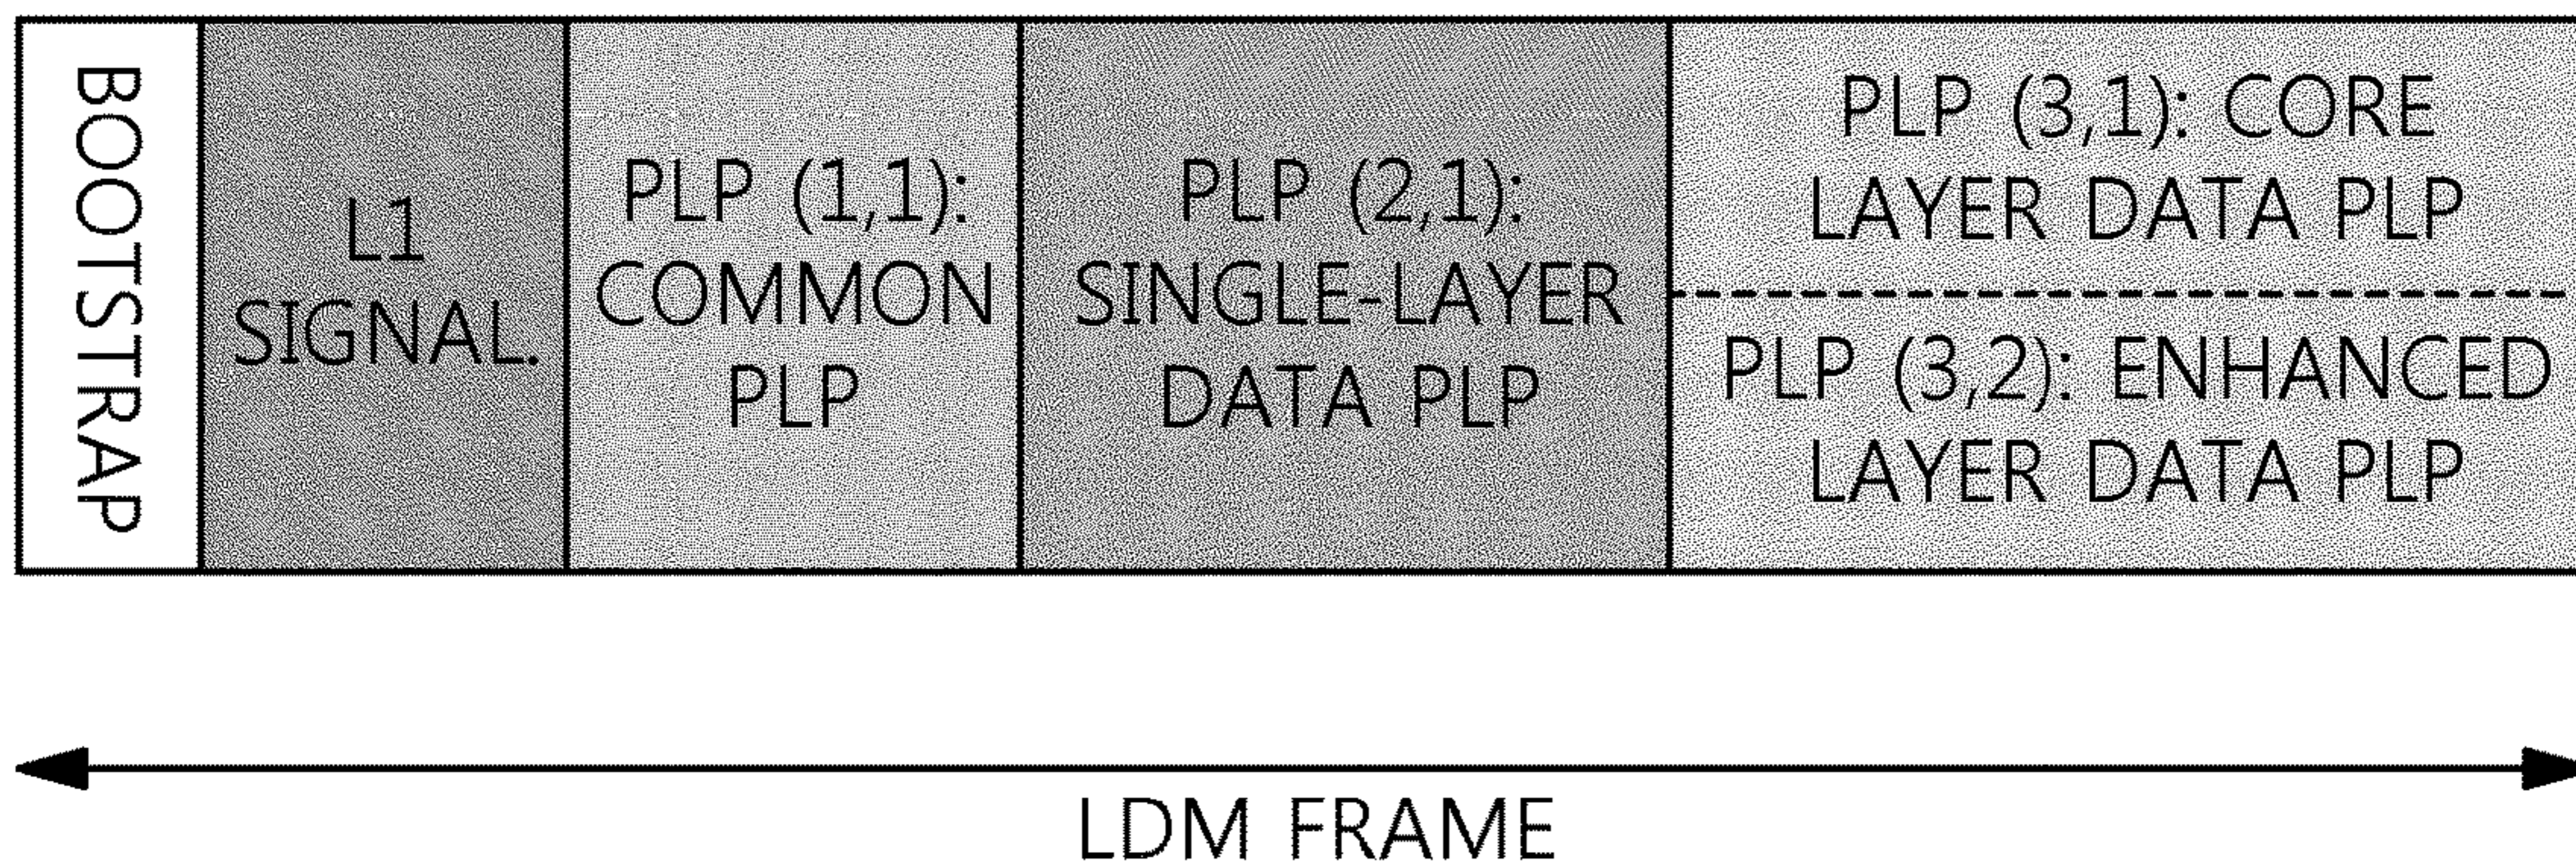 BOOTSTRAP
L1
SIGNAL.
PLP (1,1):
COMMON
PLP
PLP (2,1):
SINGLE-LAYER
DATA PLP
PLP (3,1): CORE
LAYER DATA PLP
PLP (3,2): ENHANCED
LAYER DATA PLP
LDM FRAME